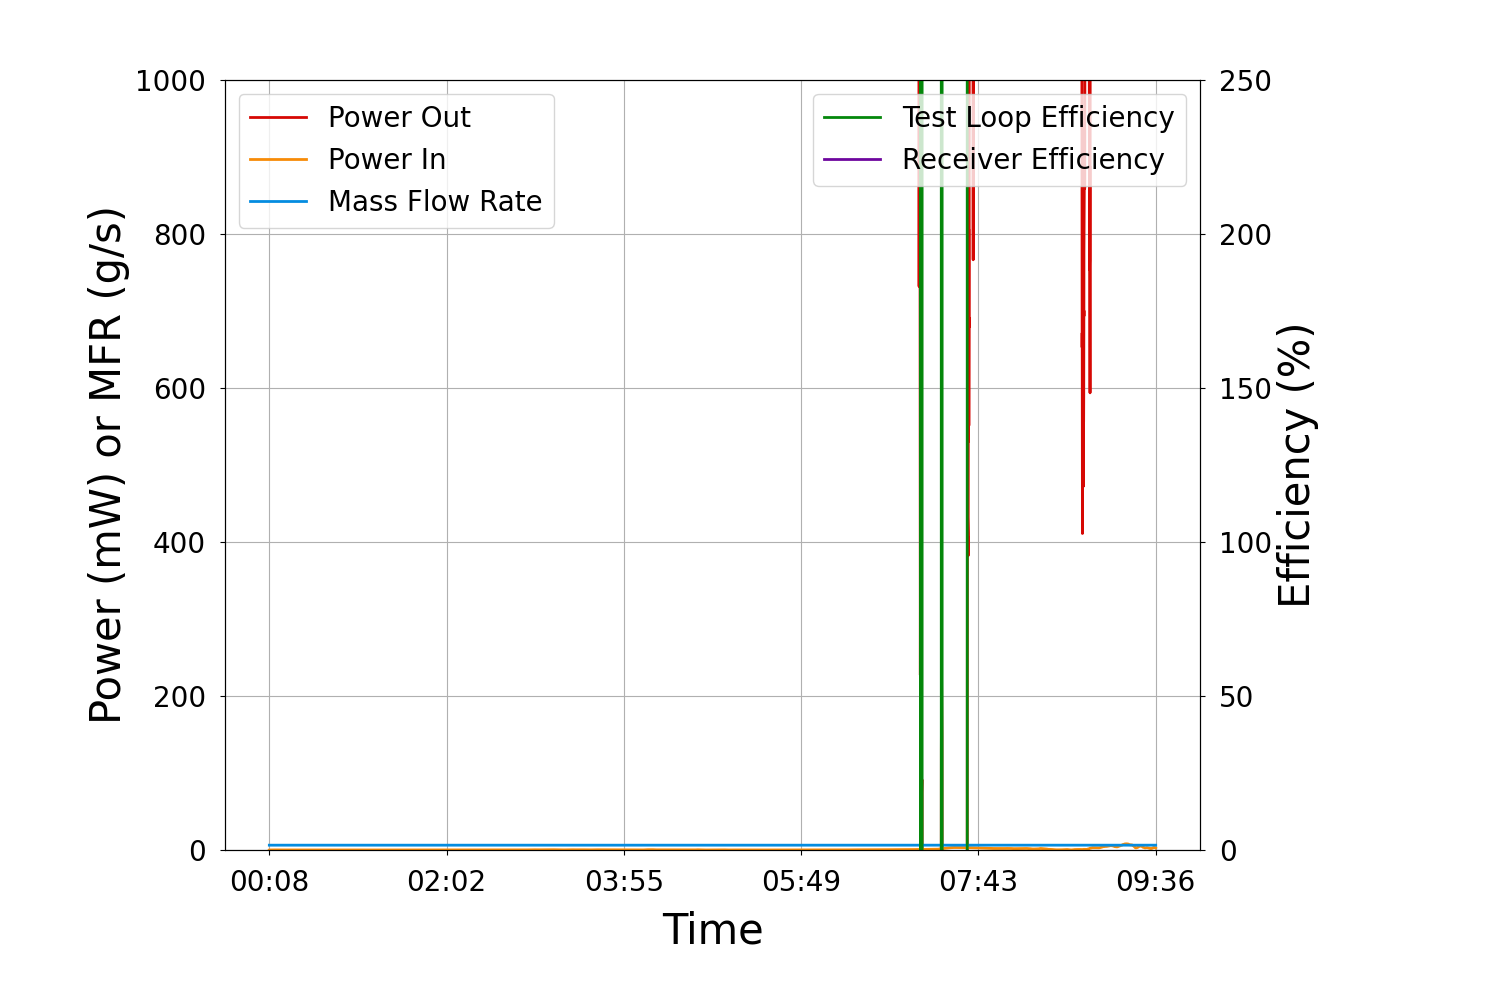 1000
800
600
400
200
0
Power (mW) or MFR (g/s)
Power Out
Power In
Mass Flow Rate
Test Loop Efficiency
Receiver Efficiency
250
200
150
100
50
0
Efficiency (%)
00:08 02:02 03:55 05:49 07:43 09:36
Time